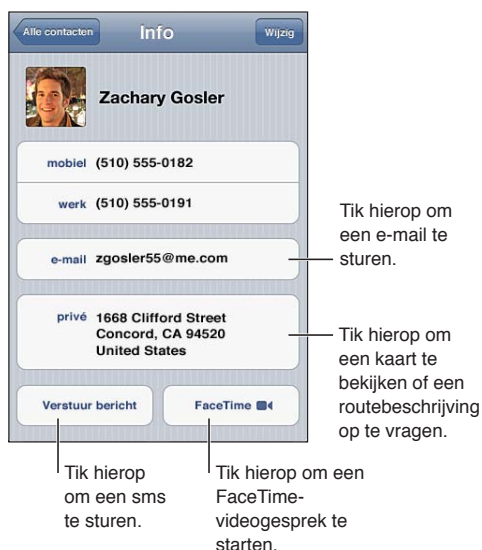 Alle contacten
Info
Wijzig
Zachary Gosler
mobiel (510) 555-0182
werk (510) 555-0191
e-mail zgosler55@me.com
privé 1668 Clifford Street
Concord, CA 94520
United States
Verstuur bericht
FaceTime
Tik hierop om
een e-mail te
sturen.
Tik hierop om
een kaart te
bekijken of een
routebeschrijving
op te vragen.
Tik hierop
om een sms
te sturen.
Tik hierop om een
FaceTime-
videogesprek te
starten.